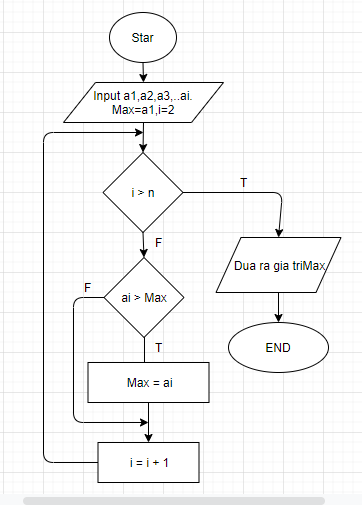 Star
Input a1,a2,a3,..ai.
Max=a1,i=2
i > n
T
F
Dua ra gia triMax
ai > Max
F
T
END
Max = ai
i = i + 1